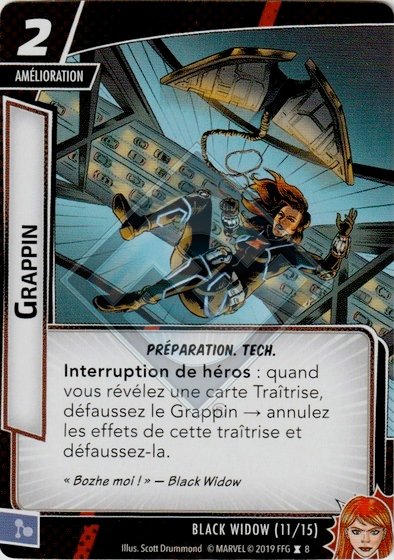 2
AMÉLIORATION
GRAPPIN
PRÉPARATION. TECH.
Interruption de héros : quand
vous révélez une carte Traîtrise,
défaussez le Grappin → annulez
les effets de cette traîtrise et
défaussez-la.
« Bozhe moi ! » — Black Widow
BLACK WIDOW (11/15)
Illus. Scott Drummond © MARVEL © 2019 FFG 8